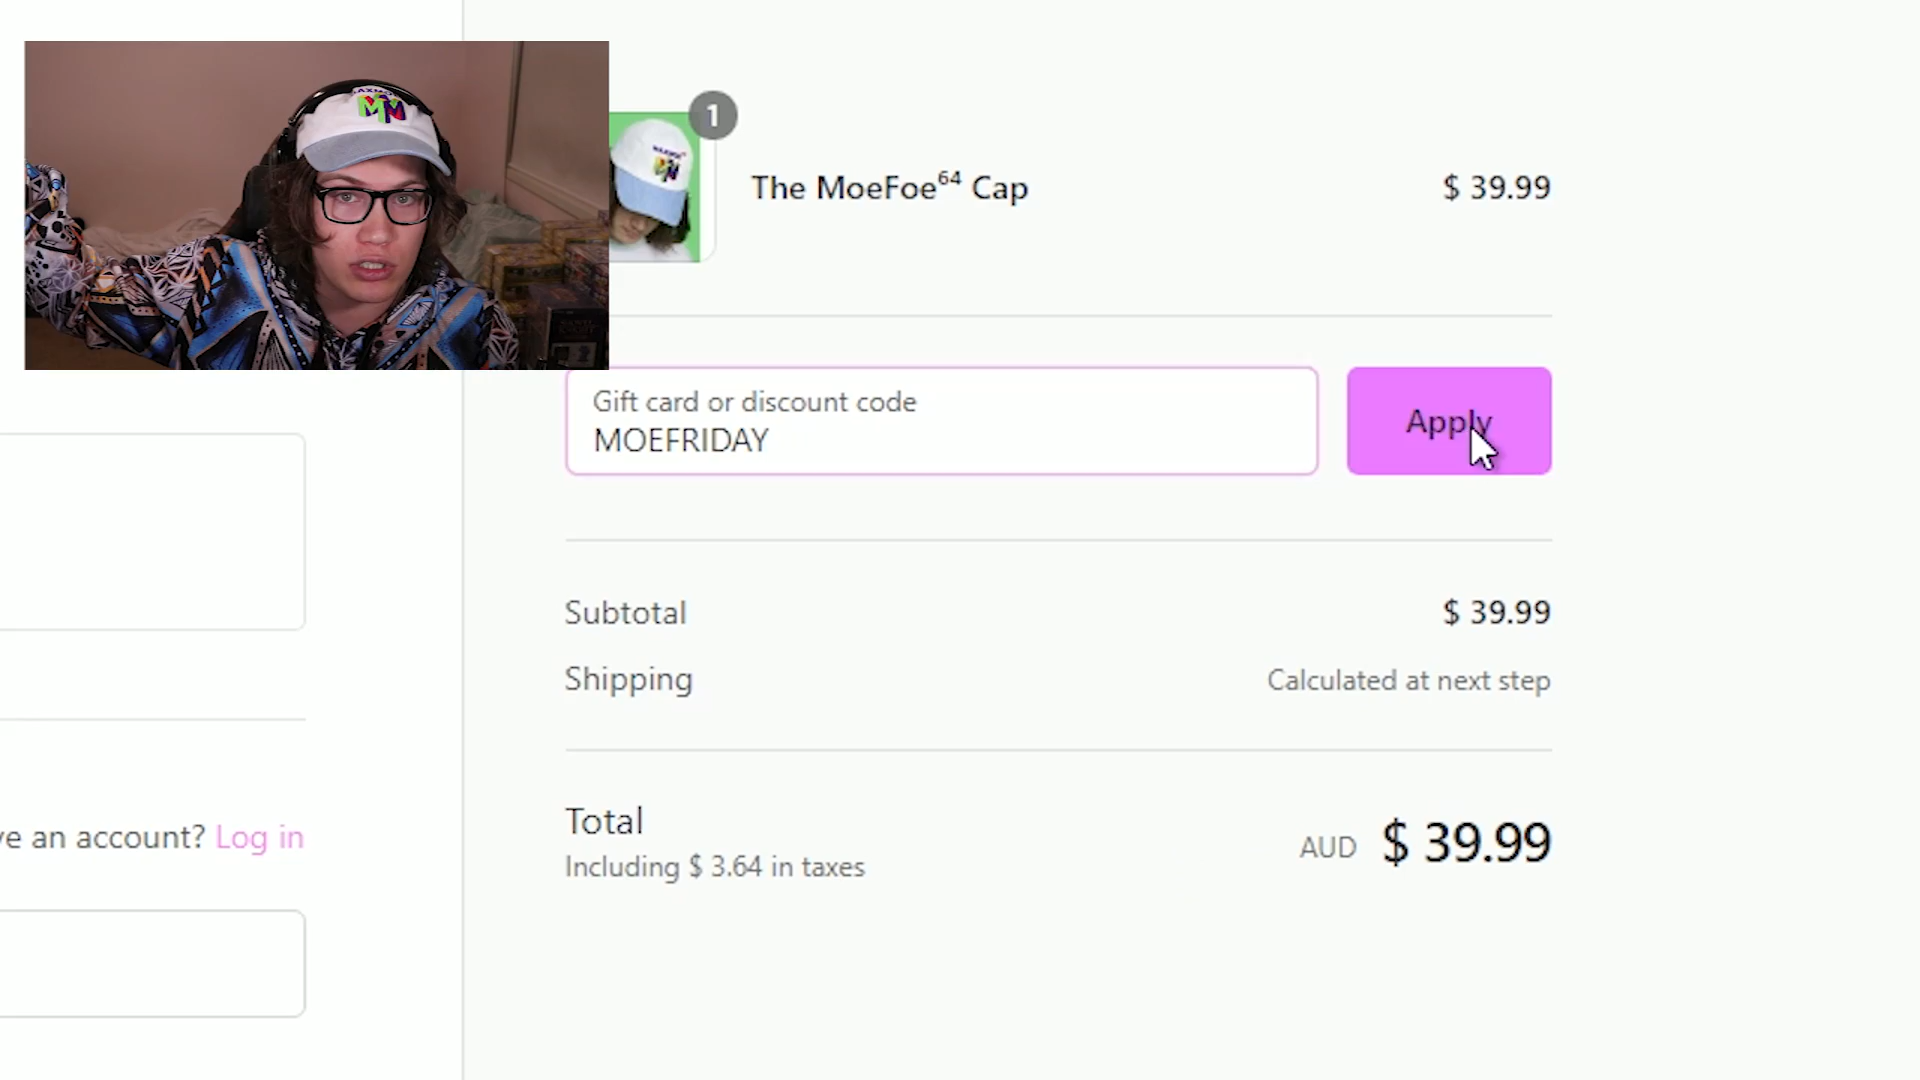 MN
1
The MoeFoe64 Cap
$ 39.99
Gift card or discount code
MOEFRIDAY
Apply
Subtotal
$ 39.99
Shipping
Calculated at next step
Total
Including $ 3.64 in taxes
AUD $ 39.99
ve an account? Log in